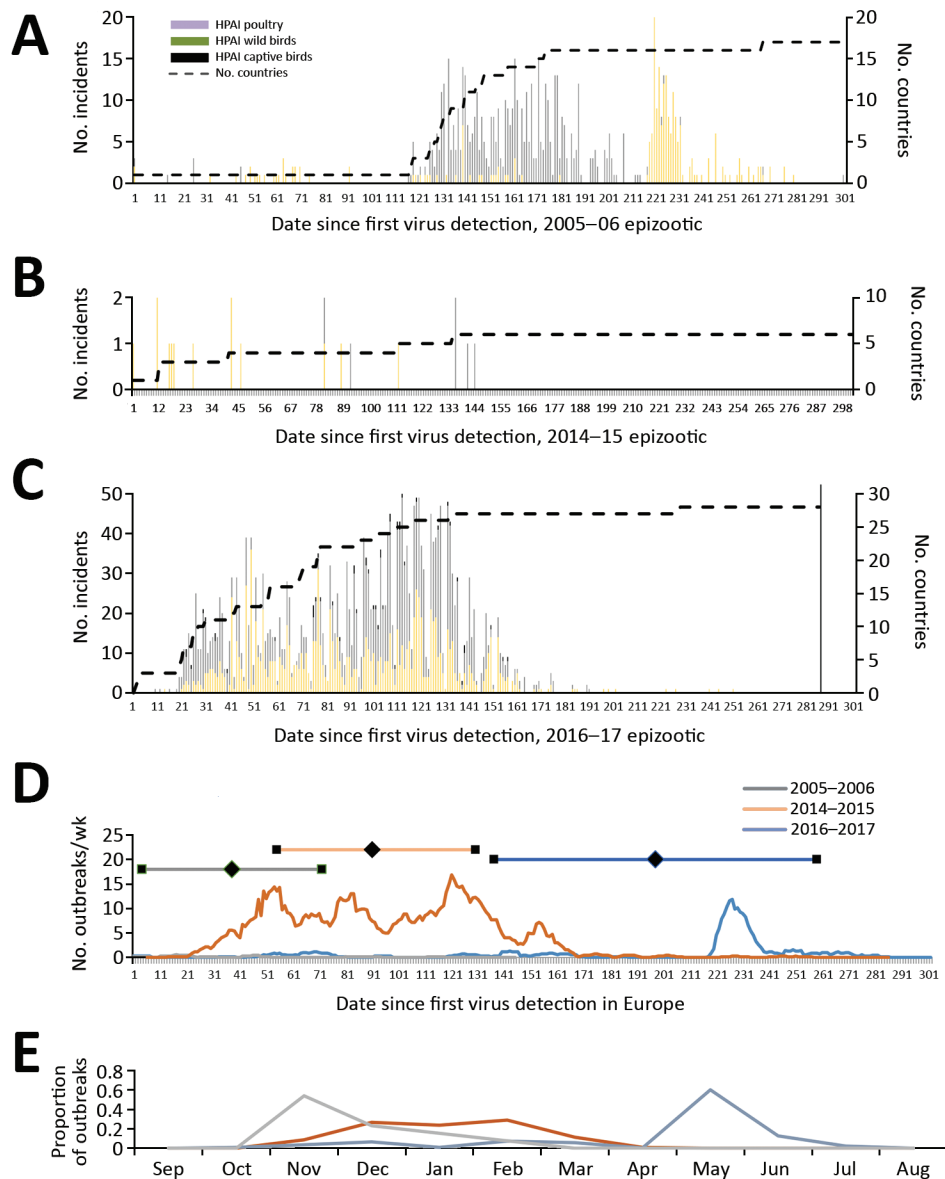 A
HPAI poultry
HPAI wild birds
HPAI captive birds
No. countries
No. incidents
20
15
10
5
0
20
15
10
5
0
No. countries
1 11 21 31 41 51 61 71 81 91 101 111 121 131 141 151 161 171 181 191 201 211 221 231 241 251 261 271 281 291 301
Date since first virus detection, 2005–06 epizootic
B
No. incidents
2
1
0
10
5
0
No. countries
1 12 23 34 45 56 67 78 89 100 111 122 133 144 155 166 177 188 199 210 221 232 243 254 265 276 287 298
Date since first virus detection, 2014–15 epizootic
C
No. incidents
50
40
30
20
10
0
30
25
20
15
10
5
0
No. countries
1 11 21 31 41 51 61 71 81 91 101 111 121 131 141 151 161 171 181 191 201 211 221 231 241 251 261 271 281 291 301
Date since first virus detection, 2016–17 epizootic
D
2005–2006
2014–2015
2016–2017
No. outbreaks/wk
25
20
15
10
5
0
1 11 21 31 41 51 61 71 81 91 101 111 121 131 141 151 161 171 181 191 201 211 221 231 241 251 261 271 281 291 301
Date since first virus detection in Europe
E
Proportion
of outbreaks
0.8
0.6
0.4
0.2
0
Sep Oct Nov Dec Jan Feb Mar Apr May Jun Jul Aug